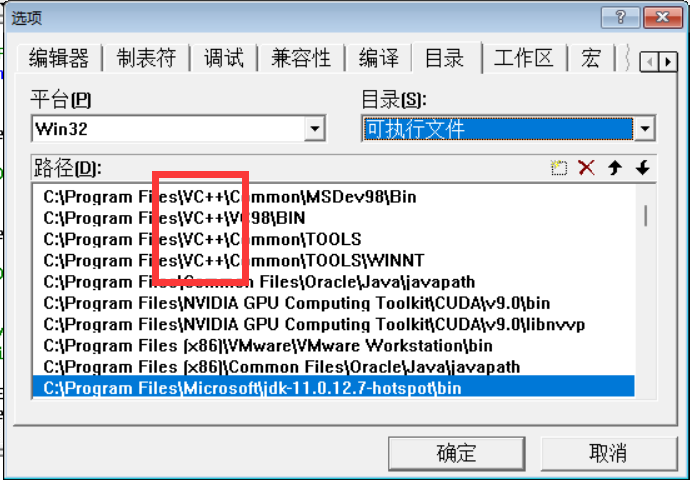 选项
编辑器 制表符 调试 兼容性 编译 目录 工作区 宏
平台(P) 目录(S):
Win32 可执行文件
路径(D):
C:\Program Files\VC++\Common\MSDev98\Bin
C:\Program Files\VC++\VC98\BIN
C:\Program Files\VC++\Common\TOOLS
C:\Program Files\VC++\Common\TOOLS\WINNT
C:\Program Files\Common Files\Oracle\Java\javapath
C:\Program Files\NVIDIA GPU Computing Toolkit\CUDA\v9.0\bin
C:\Program Files\NVIDIA GPU Computing Toolkit\CUDA\v9.0\libnvvp
C:\Program Files (x86)\VMware\VMware Workstation\bin
C:\Program Files (x86)\Common Files\Oracle\Java\javapath
C:\Program Files\Microsoft\jdk-11.0.12.7-hotspot\bin
确定 取消